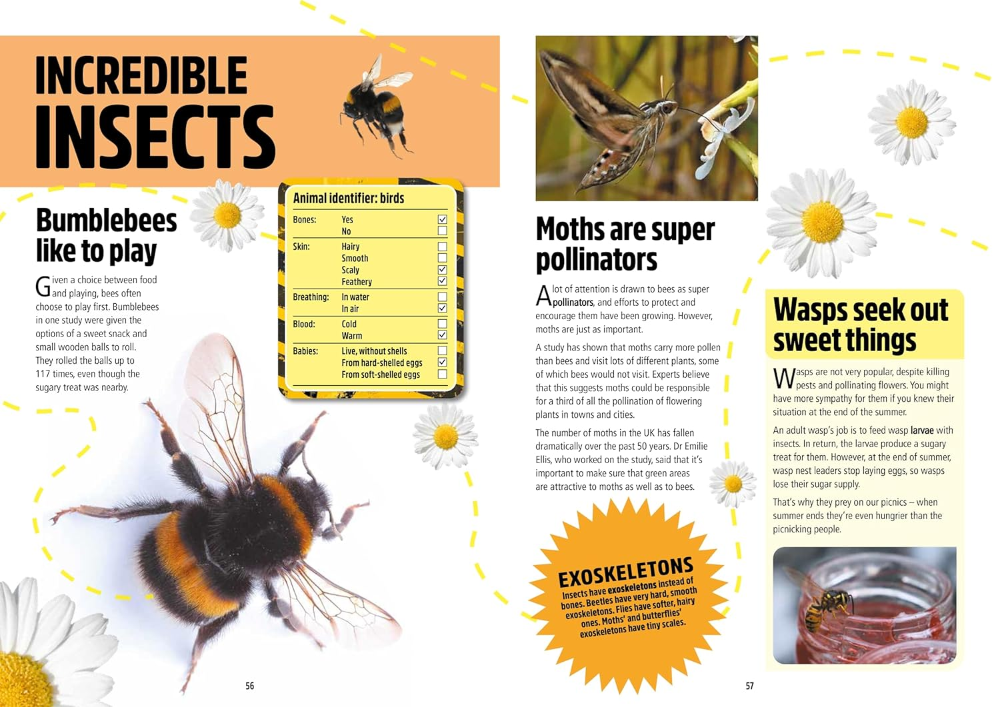 INCREDIBLE
INSECTS
Bumblebees
like to play
Given a choice between food
and playing, bees often
choose to play first. Bumblebees
in one study were given the
options of a sweet snack and
small wooden balls to roll.
They rolled the balls up to
117 times, even though the
sugary treat was nearby.
Animal identifier: birds
Bones: Yes
No
Skin: Hairy
Smooth
Scaly
Feathery
Breathing: In water
In air
Blood: Cold
Warm
Babies: Live, without shells
From hard-shelled eggs
From soft-shelled eggs
56
Moths are super
pollinators
A lot of attention is drawn to bees as super
pollinators, and efforts to protect and
encourage them have been growing. However,
moths are just as important.
A study has shown that moths carry more pollen
than bees and visit lots of different plants, some
of which bees would not visit. Experts believe
that this suggests moths could be responsible
for a third of all the pollination of flowering
plants in towns and cities.
The number of moths in the UK has fallen
dramatically over the past 50 years. Dr Emilie
Ellis, who worked on the study, said that it's
important to make sure that green areas
are attractive to moths as well as to bees.
EXOSKELETONS
Insects have exoskeletons instead of
bones. Beetles have very hard, smooth
exoskeletons. Flies have softer, hairy
ones. Moths' and butterflies'
exoskeletons have tiny scales.
Wasps seek out
sweet things
Wasps are not very popular, despite killing
pests and pollinating flowers. You might
have more sympathy for them if you knew their
situation at the end of the summer.
An adult wasp's job is to feed wasp larvae with
insects. In return, the larvae produce a sugary
treat for them. However, at the end of summer,
wasp nest leaders stop laying eggs, so wasps
lose their sugar supply.
That's why they prey on our picnics – when
summer ends they're even hungrier than the
picnicking people.
57